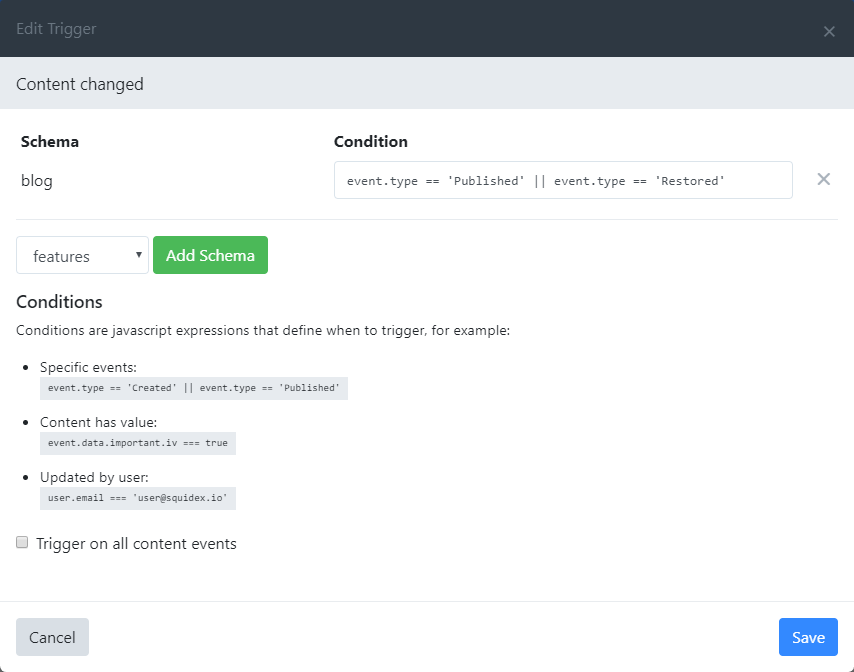 Edit Trigger
×
Content changed
Schema Condition
blog event.type == 'Published' || event.type == 'Restored' ×
features Add Schema
Conditions
Conditions are javascript expressions that define when to trigger, for example:
Specific events:
event.type == 'Created' || event.type == 'Published'
Content has value:
event.data.important.iv === true
Updated by user:
user.email === 'user@squidex.io'
Trigger on all content events
Cancel Save